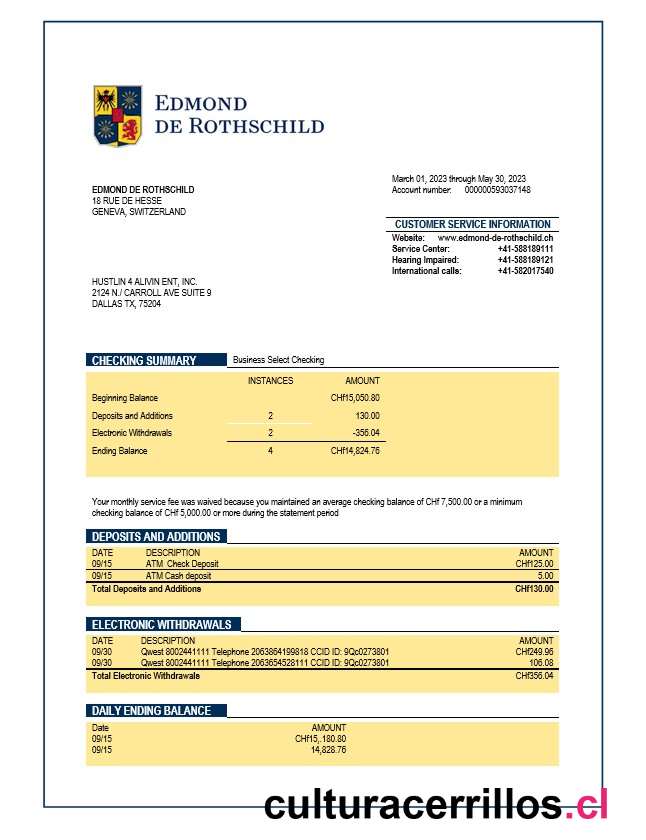 EDMOND
DE ROTHSCHILD
March 01, 2023 through May 30, 2023
Account number: 000000593037148
EDMOND DE ROTHSCHILD
18 RUE DE HESSE
GENEVA, SWITZERLAND
CUSTOMER SERVICE INFORMATION
Website: www.edmond-de-rothschild.ch
Service Center: +41-588189111
Hearing Impaired: +41-588189121
International calls: +41-582017540
HUSTLIN 4 ALIVIN ENT, INC.
2124 N./ CARROLL AVE SUITE 9
DALLAS TX, 75204
CHECKING SUMMARY Business Select Checking
INSTANCES AMOUNT
Beginning Balance CHf15,050.80
Deposits and Additions 2 130.00
Electronic Withdrawals 2 -356.04
Ending Balance 4 CHf14,824.76
Your monthly service fee was waived because you maintained an average checking balance of CHf 7,500.00 or a minimum
checking balance of CHf 5,000.00 or more during the statement period
DEPOSITS AND ADDITIONS
DATE DESCRIPTION AMOUNT
09/15 ATM Check Deposit CHf125.00
09/15 ATM Cash deposit 5.00
Total Deposits and Additions CHf130.00
ELECTRONIC WITHDRAWALS
DATE DESCRIPTION AMOUNT
09/30 Qwest 8002441111 Telephone 2063864199818 CCID ID: 9Qc0273801 CHf249.96
09/30 Qwest 8002441111 Telephone 2063654528111 CCID ID: 9Qc0273801 106.08
Total Electronic Withdrawals CHf356.04
DAILY ENDING BALANCE
Date AMOUNT
09/15 CHf15,.180.80
09/15 14,828.76
culturacerrillos.cl